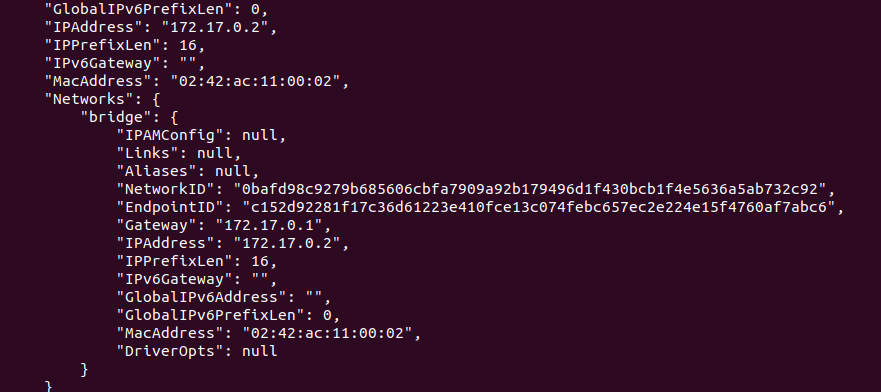 "GlobalIPv6PrefixLen": 0,
"IPAddress": "172.17.0.2",
"IPPrefixLen": 16,
"IPv6Gateway": "",
"MacAddress": "02:42:ac:11:00:02",
"Networks": {
"bridge": {
"IPAMConfig": null,
"Links": null,
"Aliases": null,
"NetworkID": "0bafd98c9279b685606cbfa7909a92b179496d1f430bcb1f4e5636a5ab732c92",
"EndpointID": "c152d92281f17c36d61223e410fce13c074febc657ec2e224e15f4760af7abc6",
"Gateway": "172.17.0.1",
"IPAddress": "172.17.0.2",
"IPPrefixLen": 16,
"IPv6Gateway": "",
"GlobalIPv6Address": "",
"GlobalIPv6PrefixLen": 0,
"MacAddress": "02:42:ac:11:00:02",
"DriverOpts": null
}
}